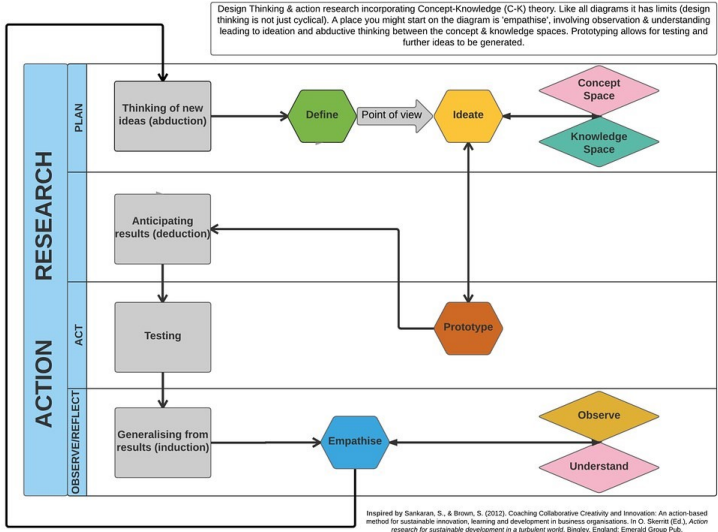 Design Thinking & action research incorporating Concept-Knowledge (C-K) theory. Like all diagrams it has limits (design
thinking is not just cyclical). A place you might start on the diagram is 'empathise', involving observation & understanding
leading to ideation and abductive thinking between the concept & knowledge spaces. Prototyping allows for testing and
further ideas to be generated.
ACTION RESEARCH
PLAN
Thinking of new
ideas (abduction)
Define
Point of view
Ideate
Concept
Space
Knowledge
Space
Anticipating
results (deduction)
ACT
Testing
Prototype
OBSERVE/REFLECT
Generalising from
results (induction)
Empathise
Observe
Understand
Inspired by Sankaran, S., & Brown, S. (2012). Coaching Collaborative Creativity and Innovation: An action-based
method for sustainable innovation, learning and development in business organisations. In O. Skerritt (Ed.), Action
research for sustainable development in a turbulent world. Bingley, England: Emerald Group Pub.